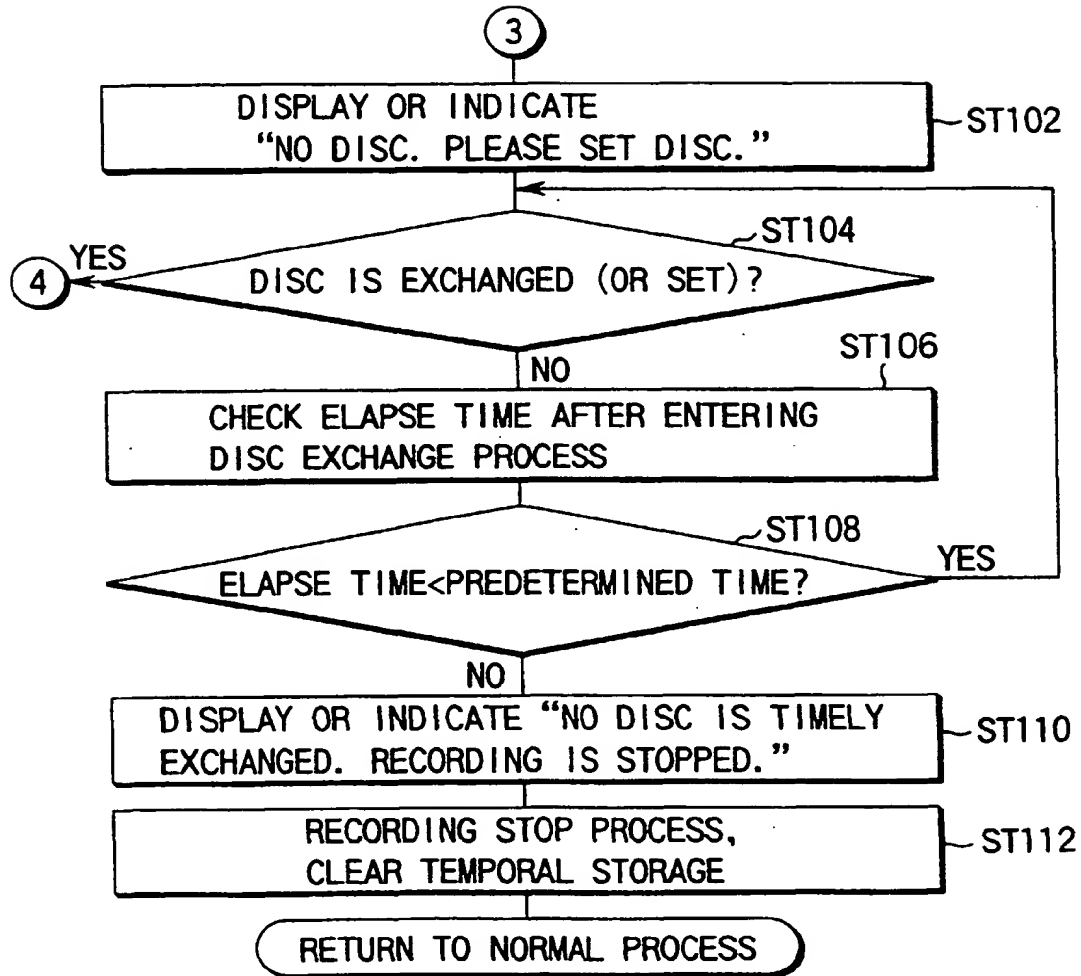 3
DISPLAY OR INDICATE
"NO DISC. PLEASE SET DISC."
ST102
ST104
YES
4
DISC IS EXCHANGED (OR SET)?
ST106
NO
CHECK ELAPSE TIME AFTER ENTERING
DISC EXCHANGE PROCESS
ST108
YES
ELAPSE TIME<PREDETERMINED TIME?
NO
DISPLAY OR INDICATE "NO DISC IS TIMELY
EXCHANGED. RECORDING IS STOPPED."
ST110
RECORDING STOP PROCESS,
CLEAR TEMPORAL STORAGE
ST112
RETURN TO NORMAL PROCESS